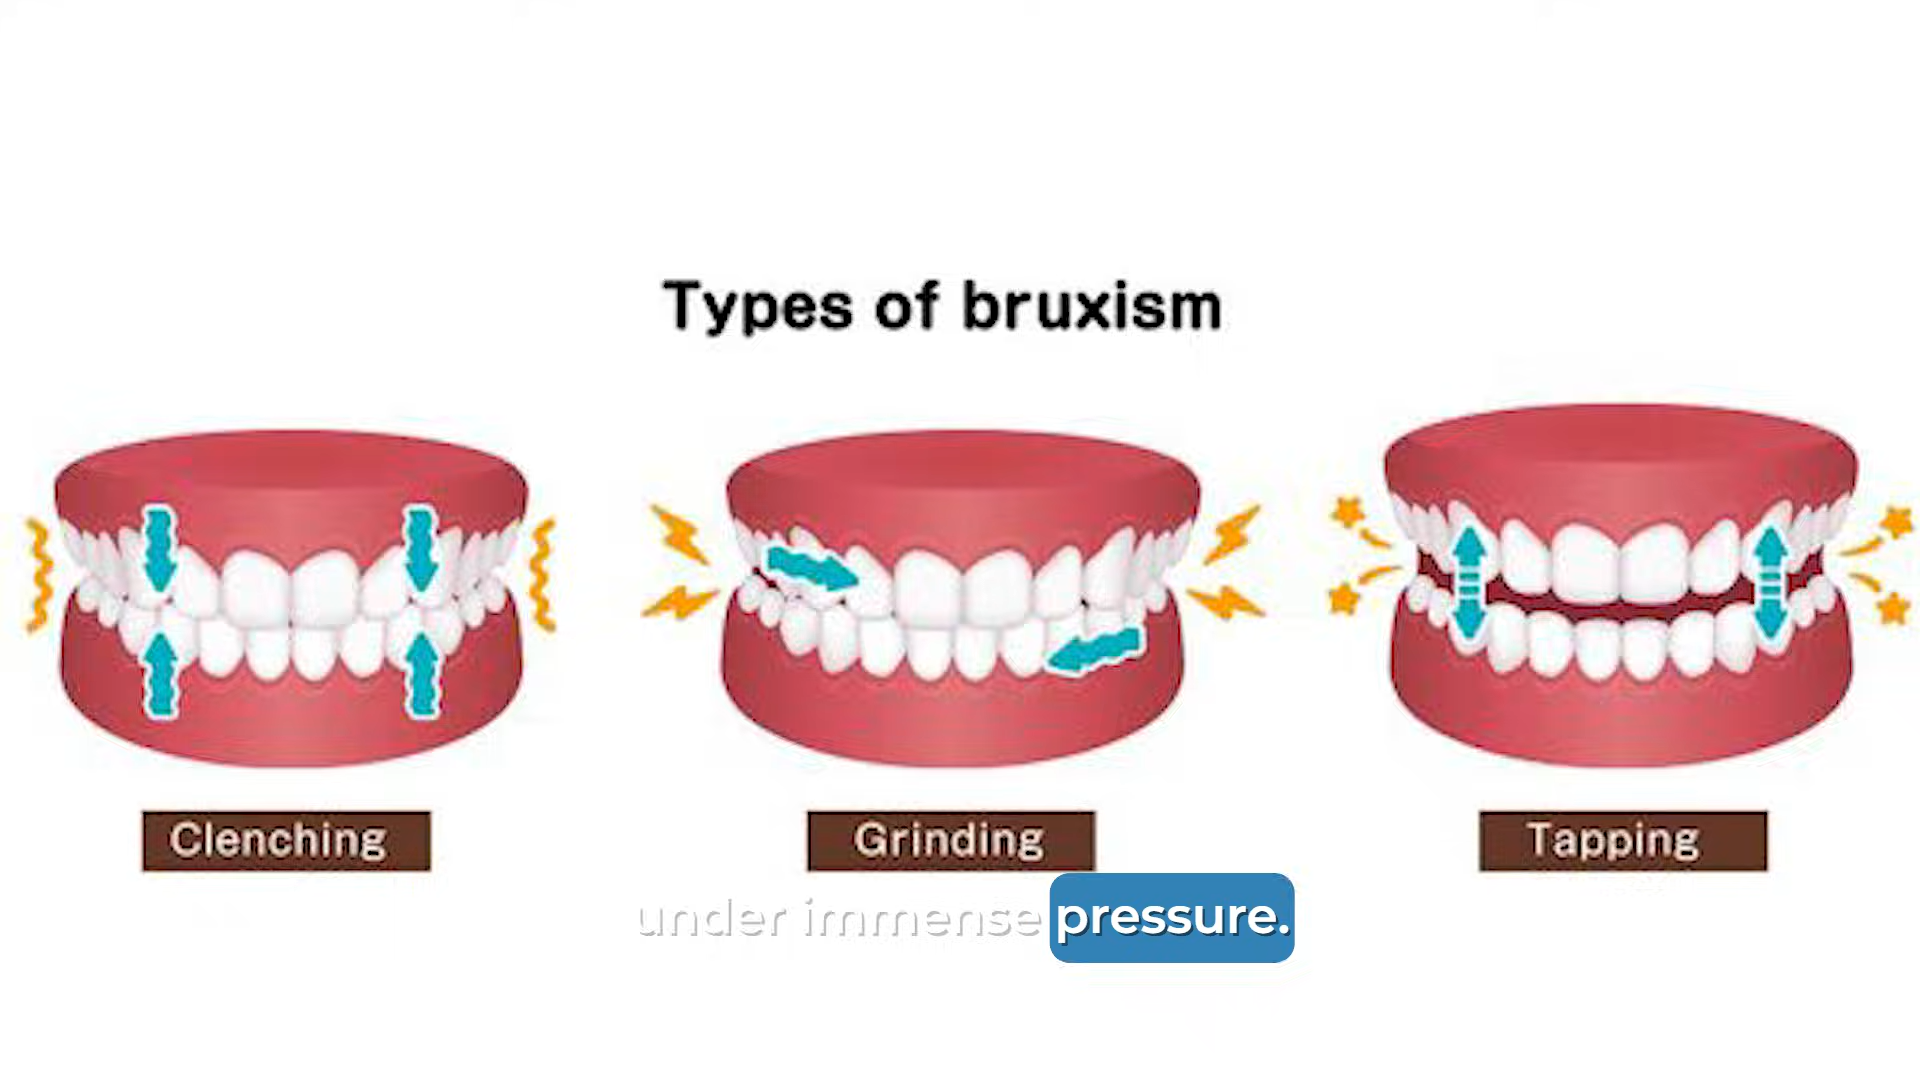 Types of bruxism
Clenching
Grinding
Tapping
under immense pressure.